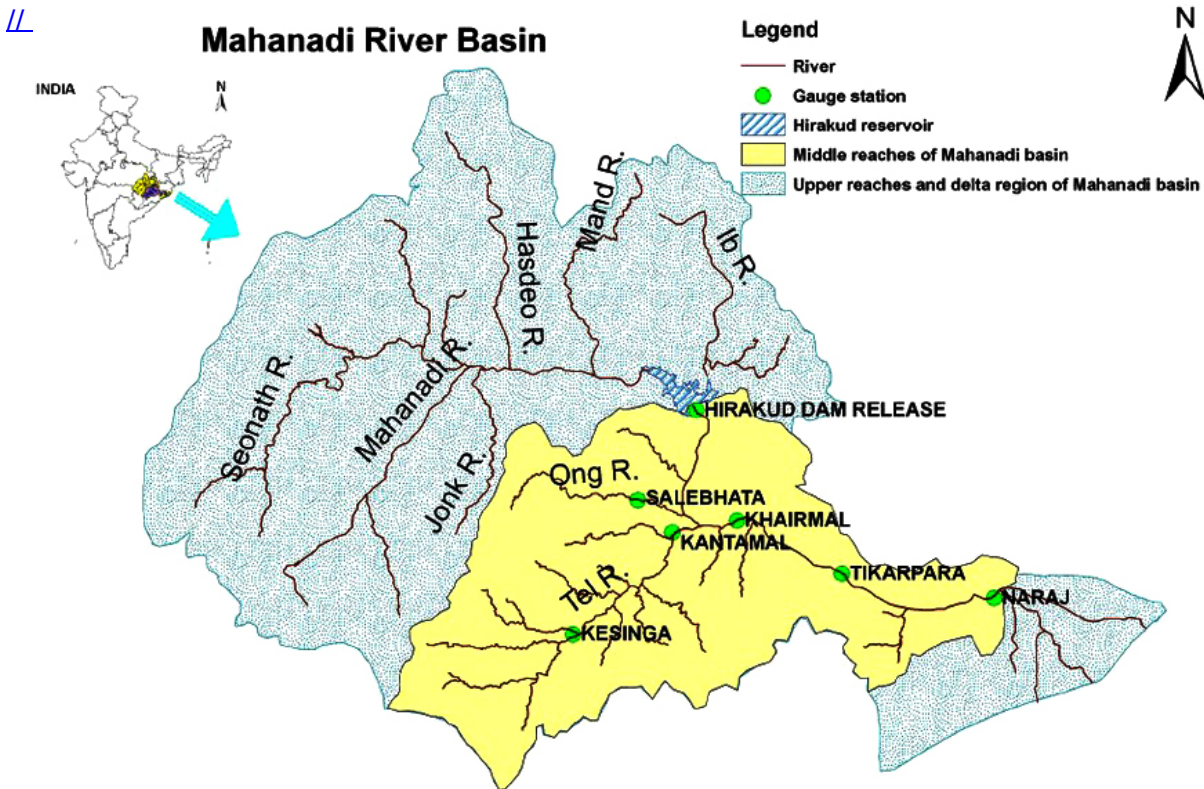 //
Mahanadi River Basin
INDIA
N
N
Legend
River
Gauge station
Hirakud reservoir
Middle reaches of Mahanadi basin
Upper reaches and delta region of Mahanadi basin
Hasdeo R.
Mand R.
Ib R.
Seonath R.
Mahanadi R.
Jonk R.
HIRAKUD DAM RELEASE
Ong R.
SALEBHATA
KHAIRMAL
KANTAMAL
Tel R.
TIKARPARA
NARAJ
KESINGA